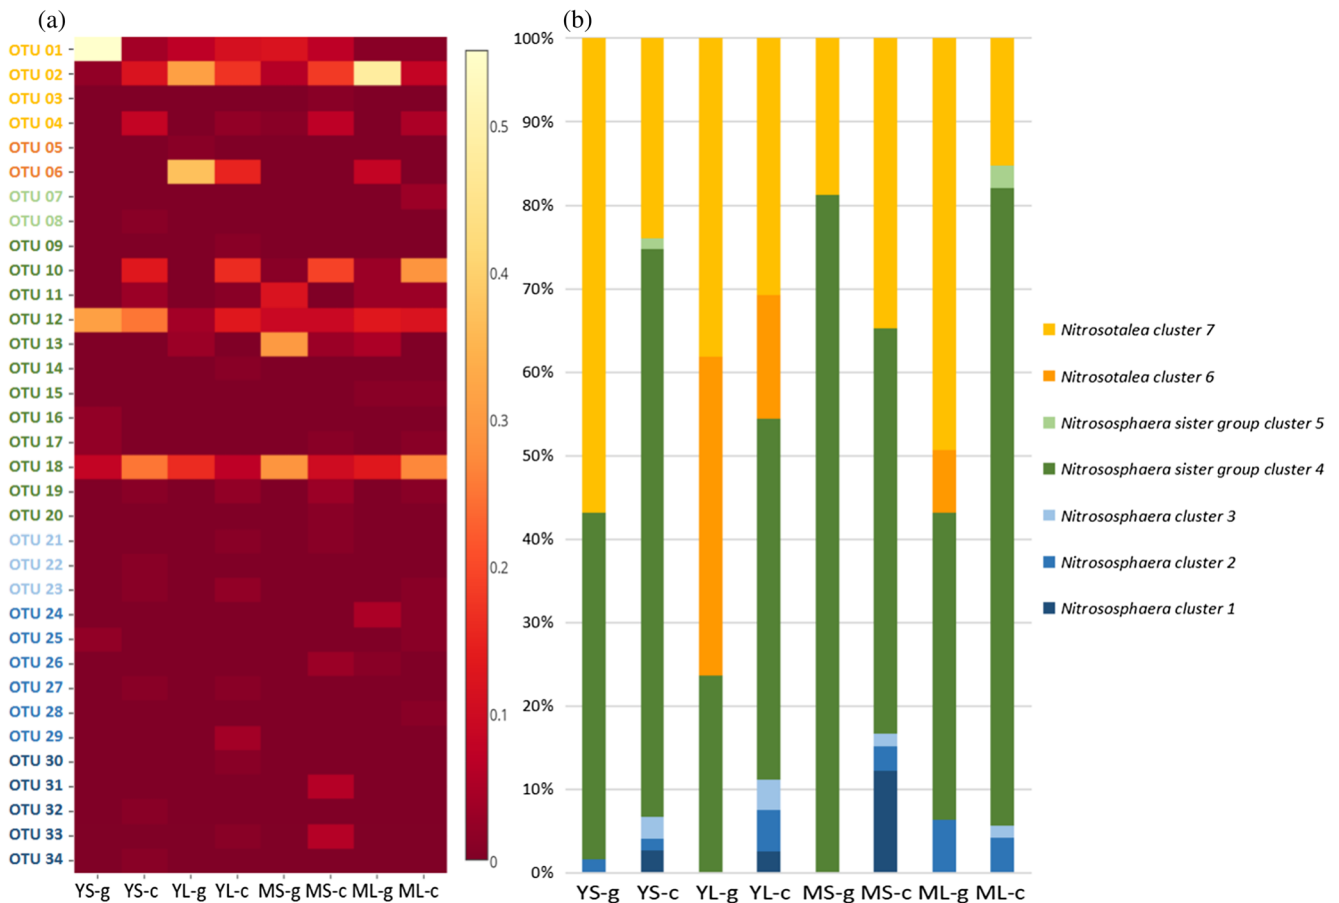 (a)
OTU 01
OTU 02
OTU 03
OTU 04
OTU 05
OTU 06
OTU 07
OTU 08
OTU 09
OTU 10
OTU 11
OTU 12
OTU 13
OTU 14
OTU 15
OTU 16
OTU 17
OTU 18
OTU 19
OTU 20
OTU 21
OTU 22
OTU 23
OTU 24
OTU 25
OTU 26
OTU 27
OTU 28
OTU 29
OTU 30
OTU 31
OTU 32
OTU 33
OTU 34
YS-g YS-c YL-g YL-c MS-g MS-c ML-g ML-c
0.5
0.4
0.3
0.2
0.1
0
(b)
100%
90%
80%
70%
60%
50%
40%
30%
20%
10%
0%
YS-g YS-c YL-g YL-c MS-g MS-c ML-g ML-c
Nitrosotalea cluster 7
Nitrosotalea cluster 6
Nitrososphaera sister group cluster 5
Nitrososphaera sister group cluster 4
Nitrososphaera cluster 3
Nitrososphaera cluster 2
Nitrososphaera cluster 1